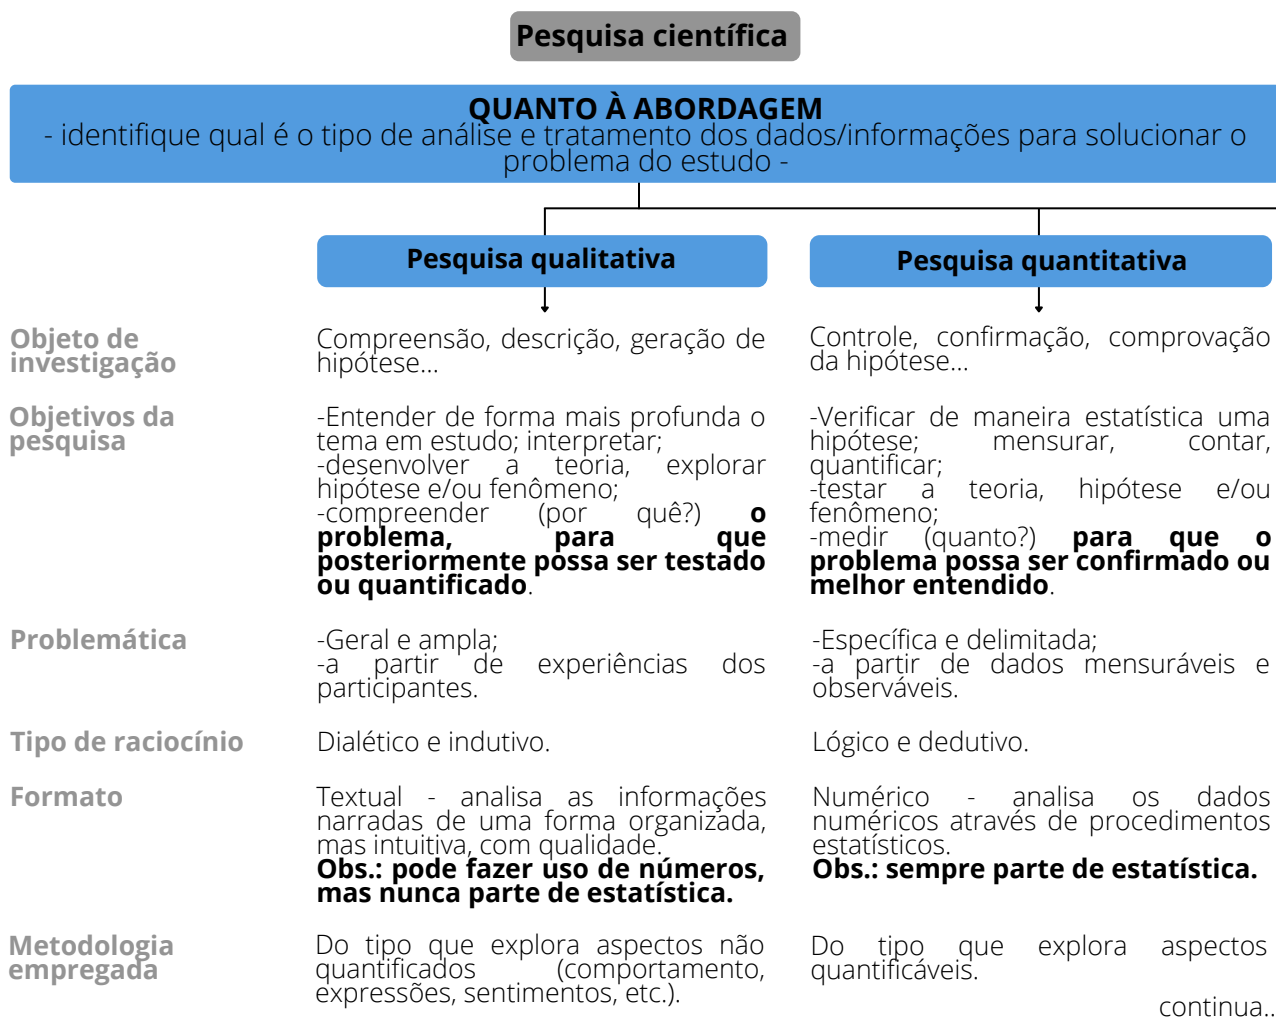 Pesquisa científica
QUANTO À ABORDAGEM
- identifique qual é o tipo de análise e tratamento dos dados/informações para solucionar o
problema do estudo -
Pesquisa qualitativa
Pesquisa quantitativa
Objeto de
investigação
Compreensão, descrição, geração de
hipótese...
Controle, confirmação, comprovação
da hipótese...
Objetivos da
pesquisa
-Entender de forma mais profunda o
tema em estudo; interpretar;
-desenvolver a teoria, explorar
hipótese e/ou fenômeno;
-compreender (por quê?) o
problema, para que
posteriormente possa ser testado
ou quantificado.
-Verificar de maneira estatística uma
hipótese; mensurar, contar,
quantificar;
-testar a teoria, hipótese e/ou
fenômeno;
-medir (quanto?) para que o
problema possa ser confirmado ou
melhor entendido.
Problemática
-Geral e ampla;
-a partir de experiências dos
participantes.
-Específica e delimitada;
-a partir de dados mensuráveis e
observáveis.
Tipo de raciocínio
Dialético e indutivo.
Lógico e dedutivo.
Formato
Textual - analisa as informações
narradas de uma forma organizada,
mas intuitiva, com qualidade.
Obs.: pode fazer uso de números,
mas nunca parte de estatística.
Numérico - analisa os dados
numéricos através de procedimentos
estatísticos.
Obs.: sempre parte de estatística.
Metodologia
empregada
Do tipo que explora aspectos não
quantificados (comportamento,
expressões, sentimentos, etc.).
Do tipo que explora aspectos
quantificáveis.
continua..